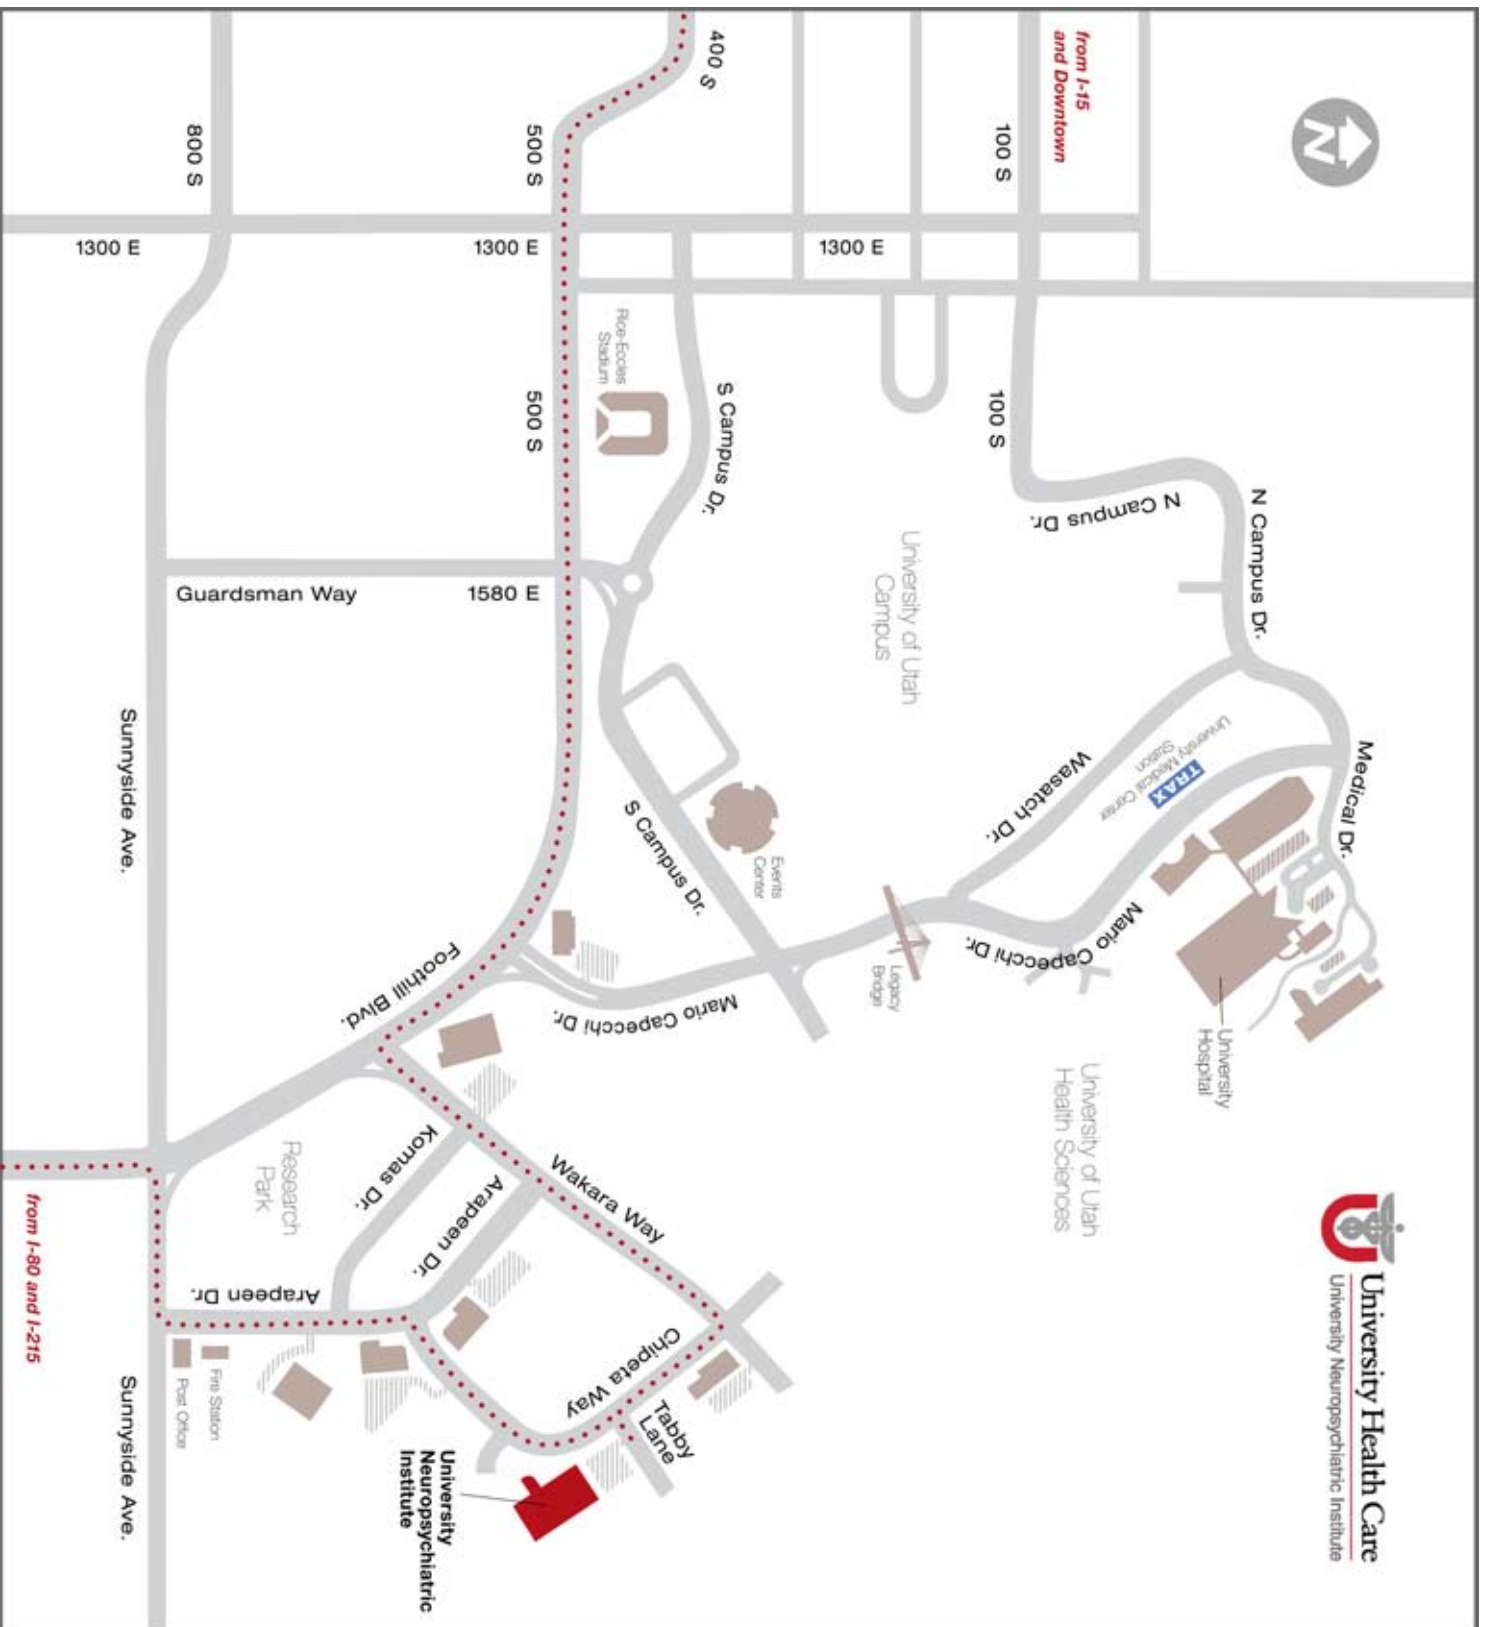 N
University Health Care
University Neuropsychiatric Institute
from I-15
and Downtown
100 S
100 S
400 S
500 S
500 S
800 S
1300 E
1300 E
1300 E
N Campus Dr.
N Campus Dr.
Medical Dr.
Wasatch Dr.
University Medical Center
Station
TRAX
Mario Capecchi Dr.
University
Hospital
University of Utah
Campus
University of Utah
Health Sciences
Legacy
Bridge
S Campus Dr.
Rice-Eccles
Stadium
Events
Center
S Campus Dr.
Mario Capecchi Dr.
1580 E
Guardsman Way
Foothill Blvd.
Wakara Way
Komas Dr.
Arapeen Dr.
Chipeta Way
Tabby
Lane
Research
Park
Arapeen Dr.
University
Neuropsychiatric
Institute
Fire Station
Post Office
Sunnyside Ave.
Sunnyside Ave.
from I-80 and I-215